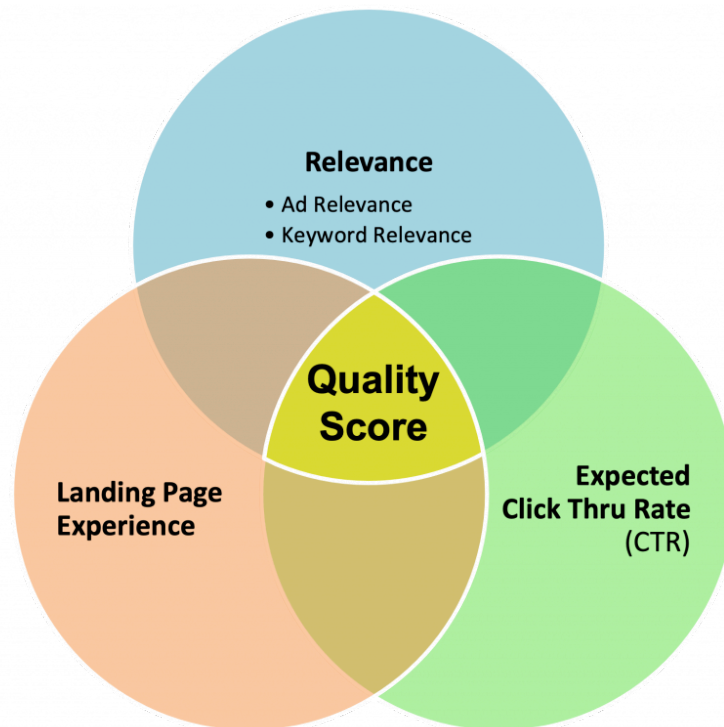 Relevance
• Ad Relevance
• Keyword Relevance
Quality
Score
Landing Page
Experience
Expected
Click Thru Rate
(CTR)